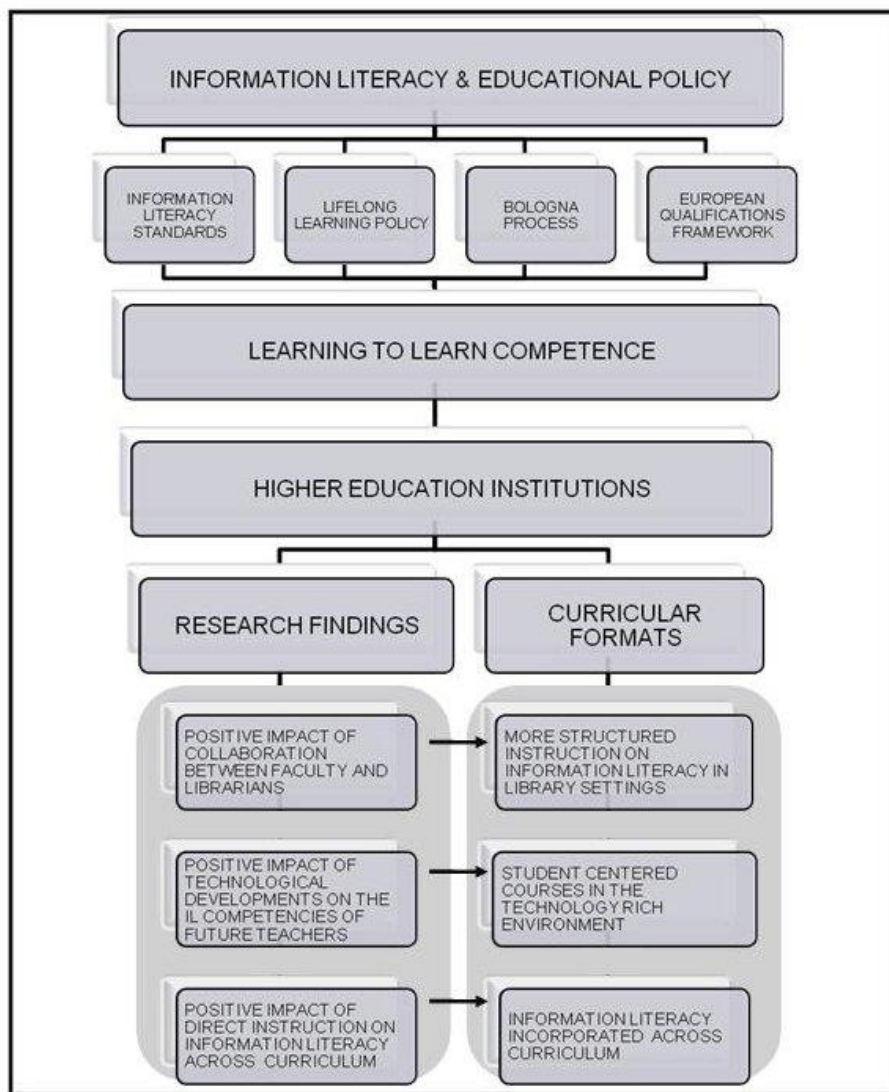 INFORMATION LITERACY & EDUCATIONAL POLICY
INFORMATION
LITERACY
STANDARDS
LIFELONG
LEARNING POLICY
BOLOGNA
PROCESS
EUROPEAN
QUALIFICATIONS
FRAMEWORK
LEARNING TO LEARN COMPETENCE
HIGHER EDUCATION INSTITUTIONS
RESEARCH FINDINGS
CURRICULAR
FORMATS
POSITIVE IMPACT OF
COLLABORATION
BETWEEN FACULTY AND
LIBRARIANS
MORE STRUCTURED
INSTRUCTION ON
INFORMATION LITERACY IN
LIBRARY SETTINGS
POSITIVE IMPACT OF
TECHNOLOGICAL
DEVELOPMENTS ON THE
IL COMPETENCIES OF
FUTURE TEACHERS
STUDENT CENTERED
COURSES IN THE
TECHNOLOGY RICH
ENVIRONMENT
POSITIVE IMPACT OF
DIRECT INSTRUCTION ON
INFORMATION LITERACY
ACROSS CURRICULUM
INFORMATION LITERACY
INCORPORATED ACROSS
CURRICULUM